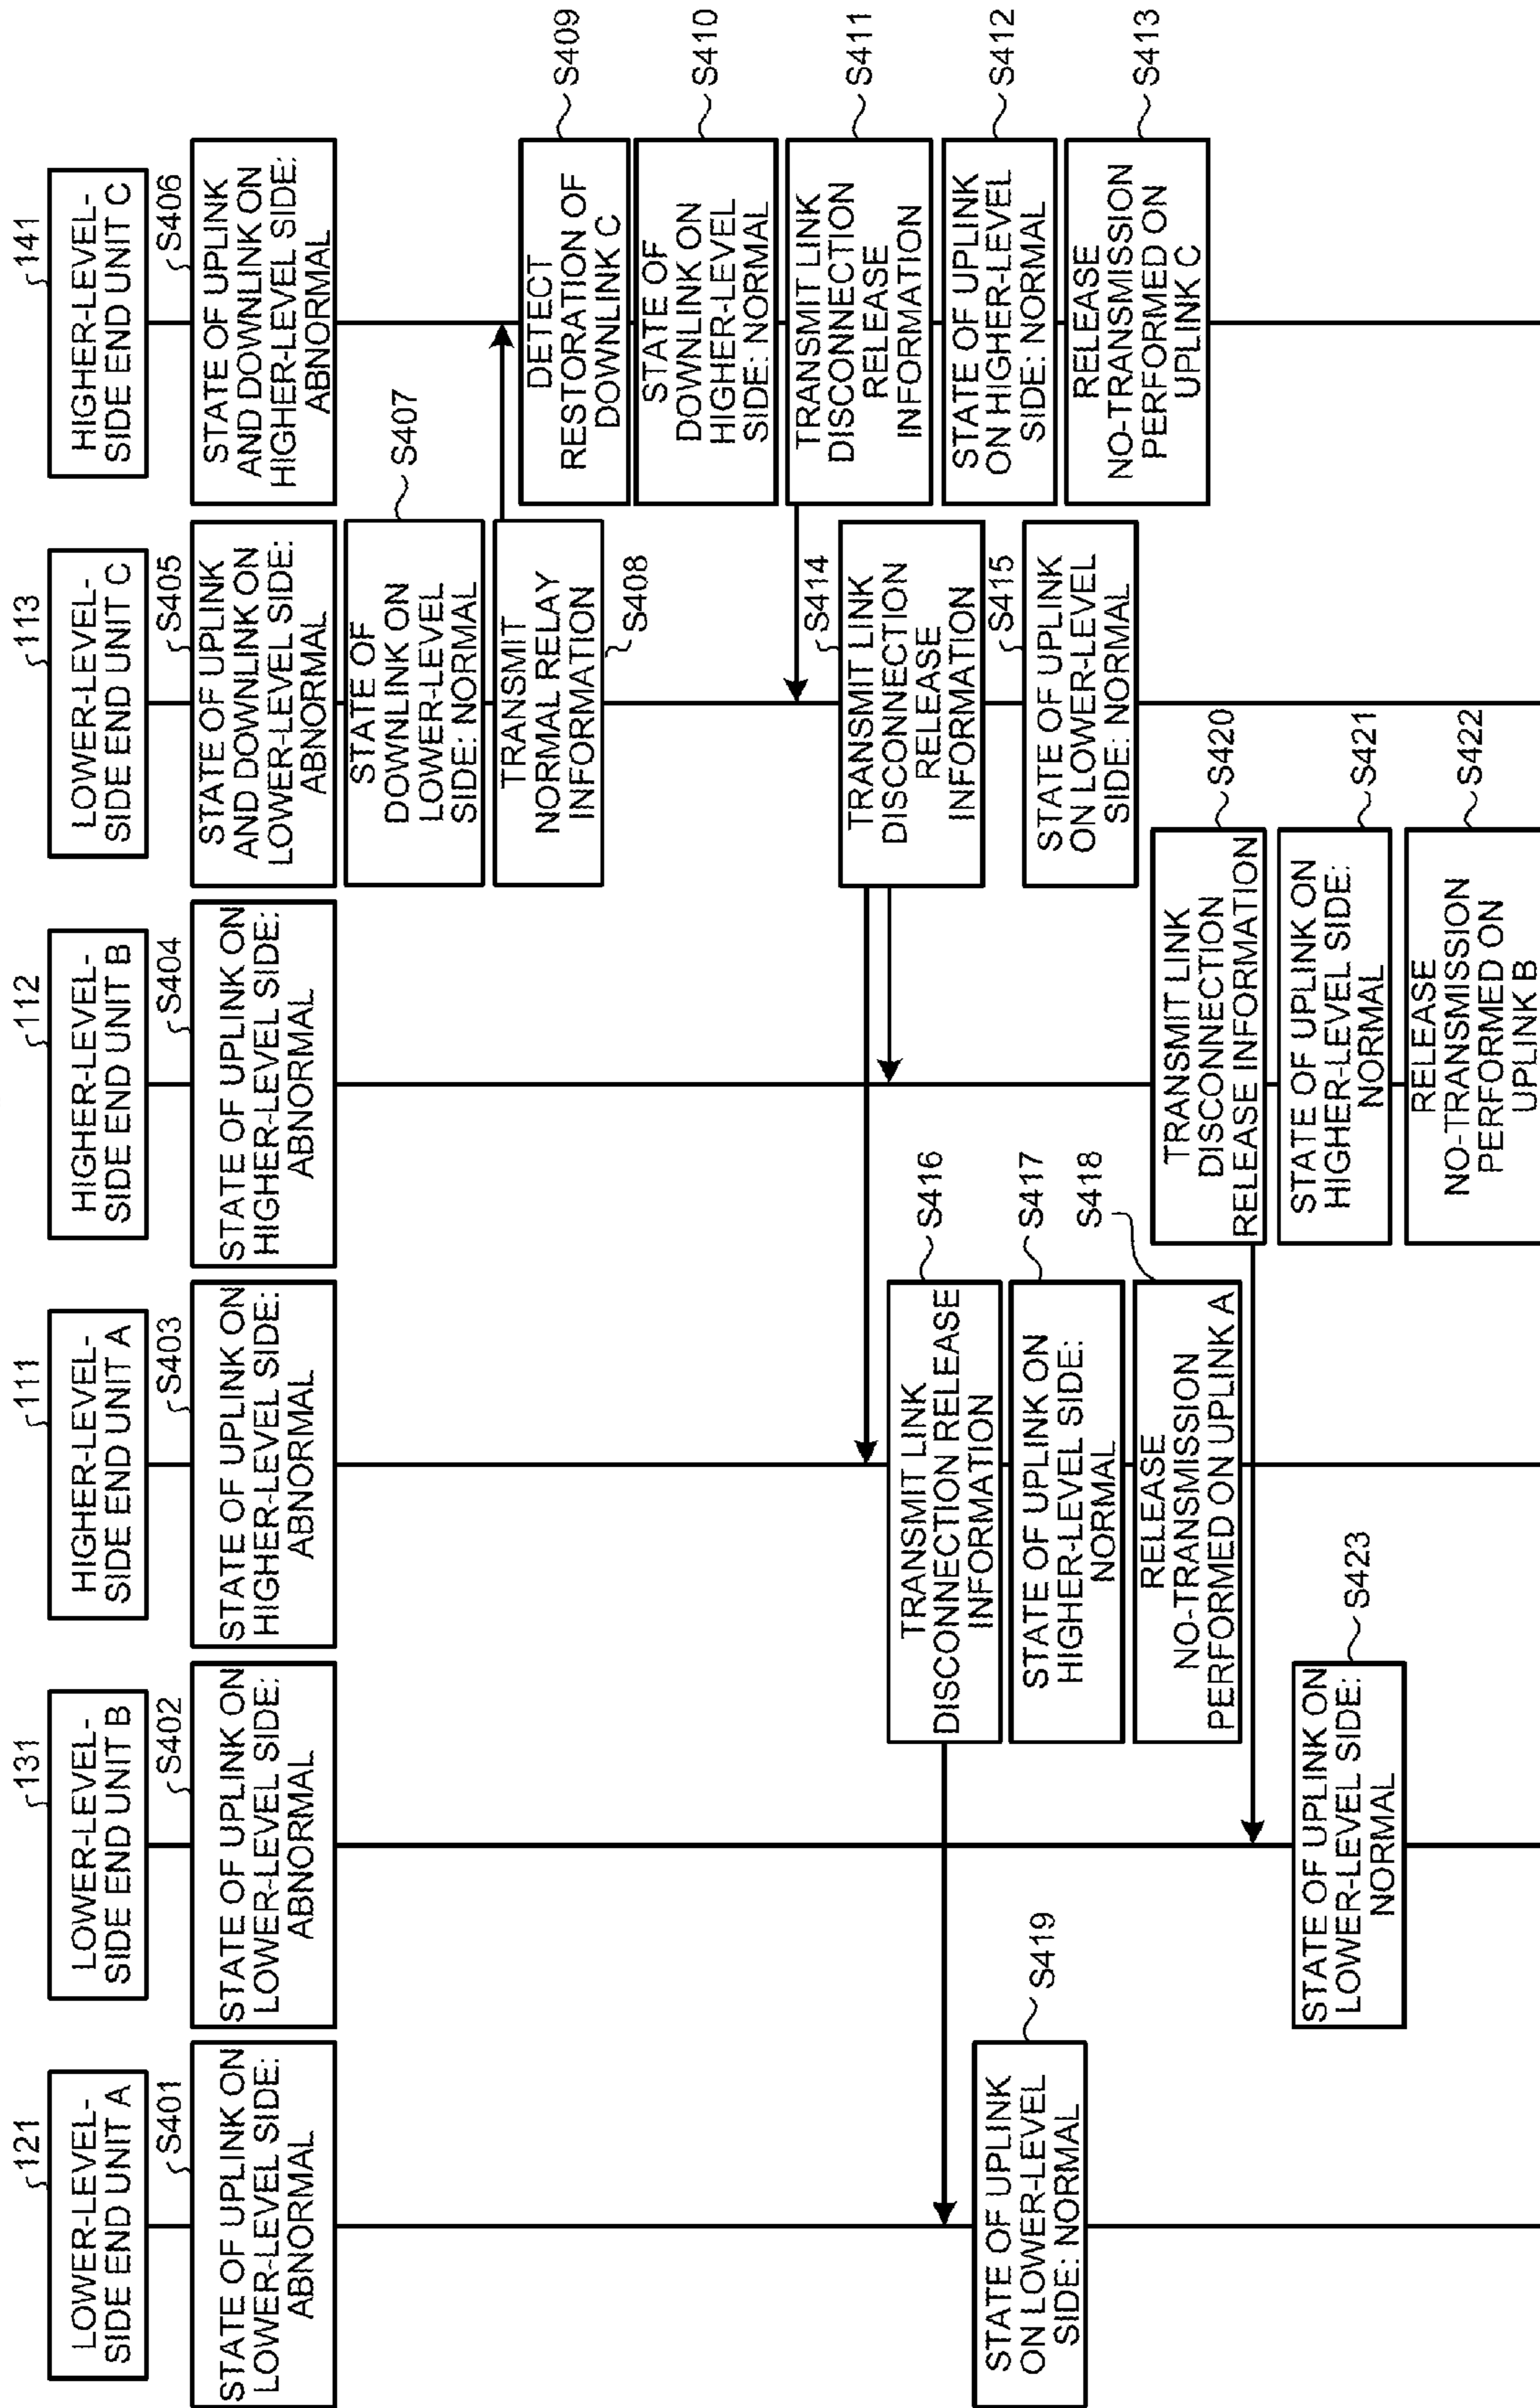 121
LOWER-LEVEL-
SIDE END UNIT A
131
LOWER-LEVEL-
SIDE END UNIT B
111
HIGHER-LEVEL-
SIDE END UNIT A
112
HIGHER-LEVEL-
SIDE END UNIT B
113
LOWER-LEVEL-
SIDE END UNIT C
141
HIGHER-LEVEL-
SIDE END UNIT C
S401
STATE OF UPLINK ON
LOWER-LEVEL SIDE:
ABNORMAL
S402
STATE OF UPLINK ON
LOWER-LEVEL SIDE:
ABNORMAL
S403
STATE OF UPLINK ON
HIGHER-LEVEL SIDE:
ABNORMAL
S404
STATE OF UPLINK ON
HIGHER-LEVEL SIDE:
ABNORMAL
S405
STATE OF UPLINK
AND DOWNLINK ON
LOWER-LEVEL SIDE:
ABNORMAL
S406
STATE OF UPLINK
AND DOWNLINK ON
HIGHER-LEVEL SIDE:
ABNORMAL
S407
STATE OF
DOWNLINK ON
LOWER-LEVEL
SIDE: NORMAL
TRANSMIT
NORMAL RELAY
INFORMATION
S408
DETECT
RESTORATION OF
DOWNLINK C
S409
STATE OF
DOWNLINK ON
HIGHER-LEVEL
SIDE: NORMAL
S410
TRANSMIT LINK
DISCONNECTION
RELEASE
INFORMATION
S411
STATE OF UPLINK
ON HIGHER-LEVEL
SIDE: NORMAL
S412
RELEASE
NO-TRANSMISSION
PERFORMED ON
UPLINK C
S413
S414
TRANSMIT LINK
DISCONNECTION
RELEASE
INFORMATION
S415
STATE OF UPLINK
ON LOWER-LEVEL
SIDE: NORMAL
TRANSMIT LINK
DISCONNECTION RELEASE
INFORMATION
S416
STATE OF UPLINK ON
HIGHER-LEVEL SIDE:
NORMAL
S417
RELEASE
NO-TRANSMISSION
PERFORMED ON UPLINK A
S418
STATE OF UPLINK
ON LOWER-LEVEL
SIDE: NORMAL
S419
TRANSMIT LINK
DISCONNECTION
RELEASE INFORMATION
S420
STATE OF UPLINK ON
HIGHER-LEVEL SIDE:
NORMAL
S421
RELEASE
NO-TRANSMISSION
PERFORMED ON
UPLINK B
S422
STATE OF UPLINK ON
LOWER-LEVEL SIDE:
NORMAL
S423